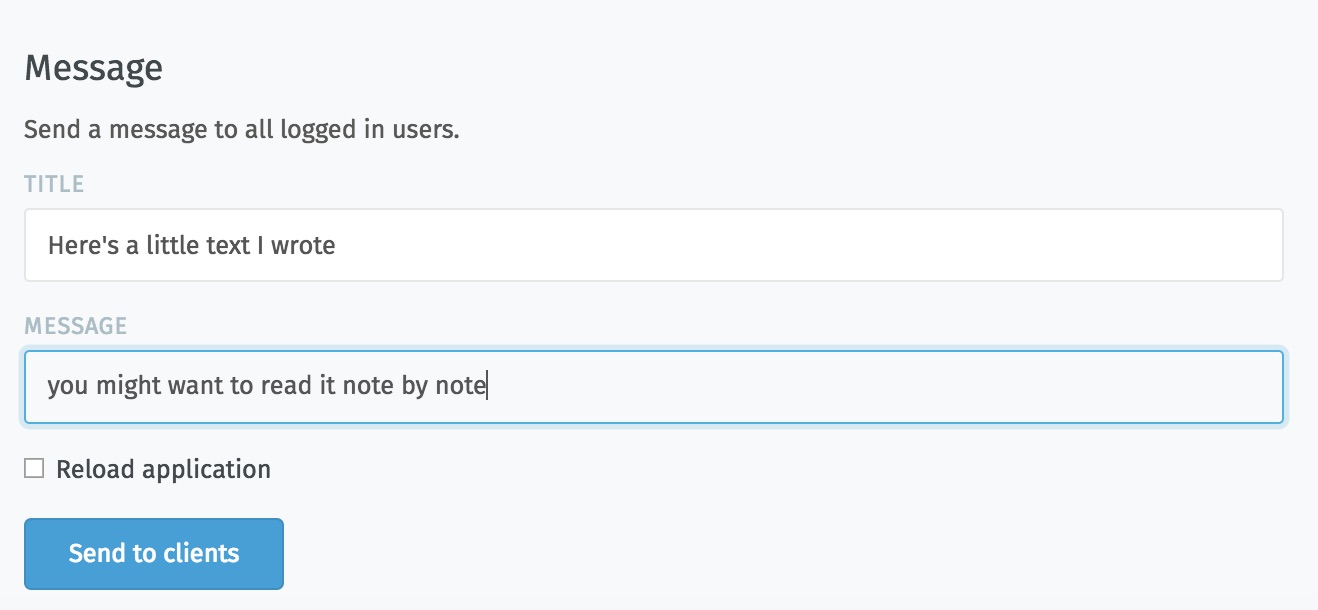 Message
Send a message to all logged in users.
TITLE
Here's a little text I wrote
MESSAGE
you might want to read it note by note
Reload application
Send to clients